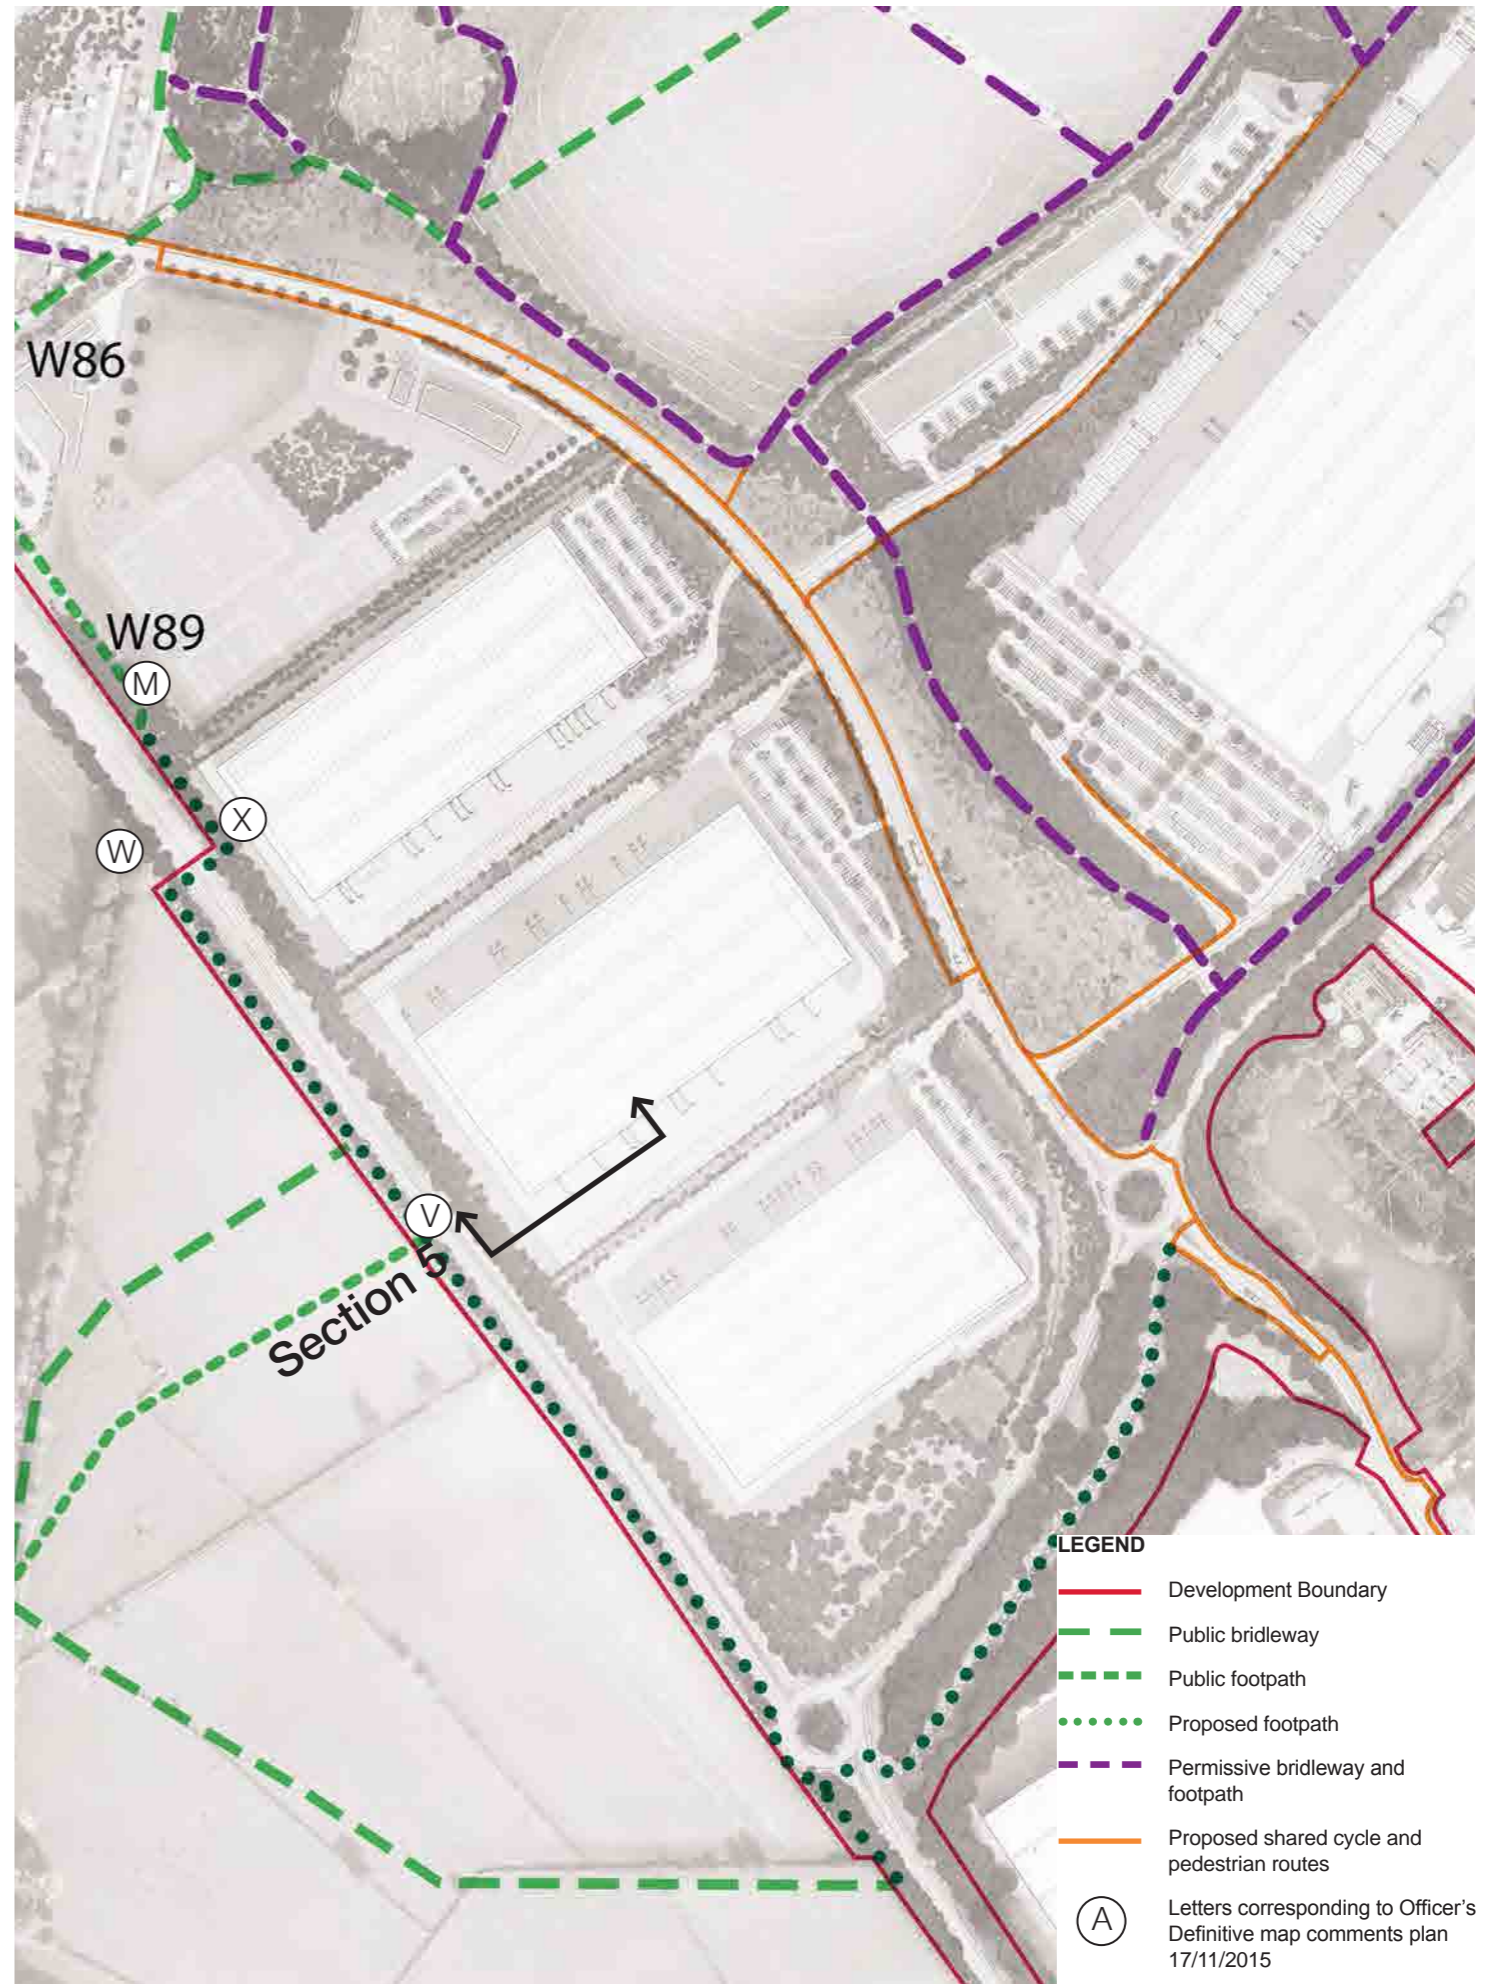 W86
W89
M
X
W
V
Section 5
LEGEND
Development Boundary
Public bridleway
Public footpath
Proposed footpath
Permissive bridleway and
footpath
Proposed shared cycle and
pedestrian routes
A
Letters corresponding to Officer's
Definitive map comments plan
17/11/2015